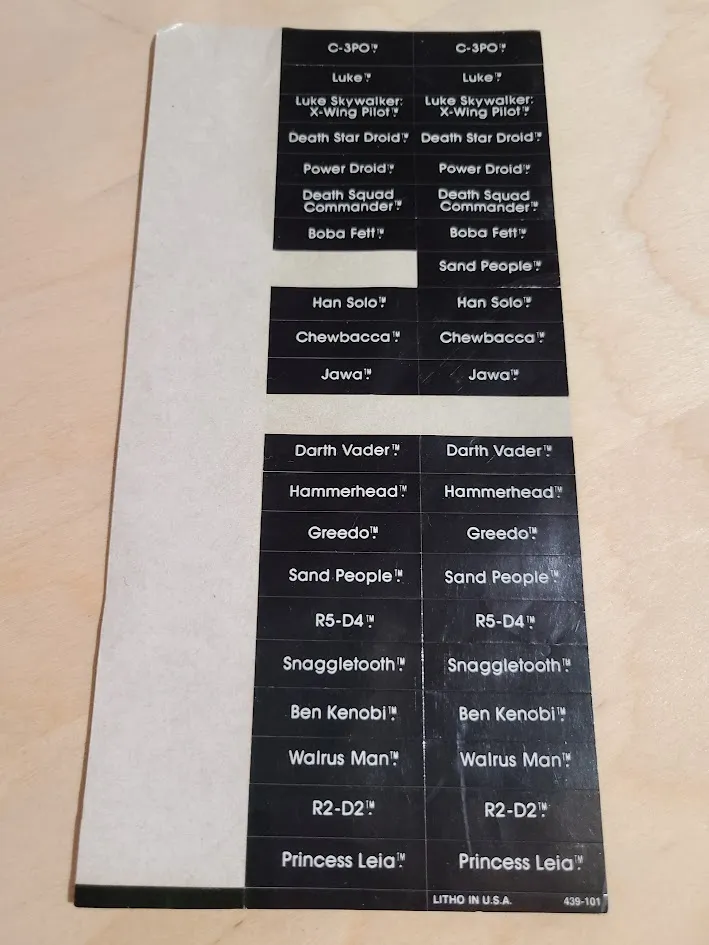 C-3PO™ C-3PO™
Luke™ Luke™
Luke Skywalker: Luke Skywalker:
X-Wing Pilot™ X-Wing Pilot™
Death Star Droid™ Death Star Droid™
Power Droid™ Power Droid™
Death Squad Death Squad
Commander™ Commander™
Boba Fett™ Boba Fett™
Sand People™
Han Solo™ Han Solo™
Chewbacca™ Chewbacca™
Jawa™ Jawa™
Darth Vader™ Darth Vader™
Hammerhead™ Hammerhead™
Greedo™ Greedo™
Sand People™ Sand People™
R5-D4™ R5-D4™
Snaggletooth™ Snaggletooth™
Ben Kenobi™ Ben Kenobi™
Walrus Man™ Walrus Man™
R2-D2™ R2-D2™
Princess Leia™ Princess Leia™
LITHO IN U.S.A. 439-101